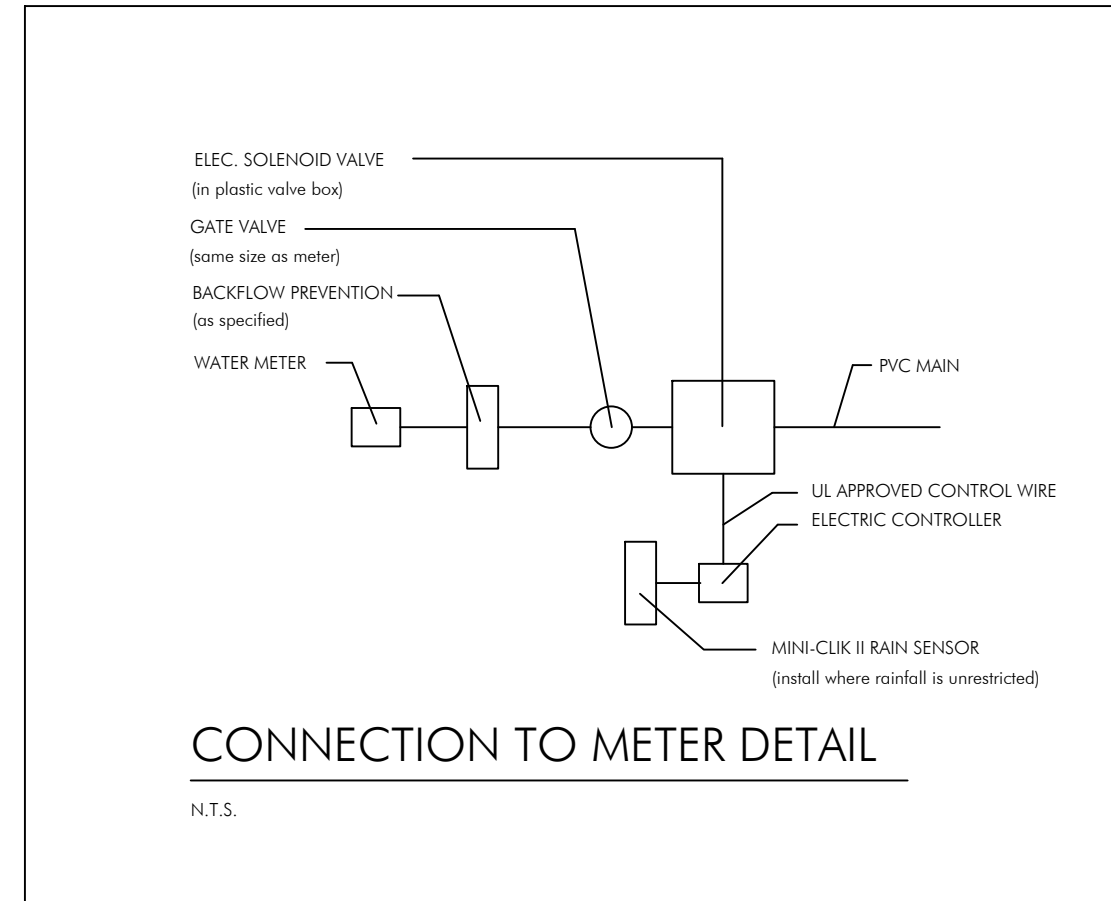 ELEC. SOLENOID VALVE
(in plastic valve box)
GATE VALVE
(same size as meter)
BACKFLOW PREVENTION
(as specified)
WATER METER
PVC MAIN
UL APPROVED CONTROL WIRE
ELECTRIC CONTROLLER
MINI-CLIK II RAIN SENSOR
(install where rainfall is unrestricted)
CONNECTION TO METER DETAIL
N.T.S.